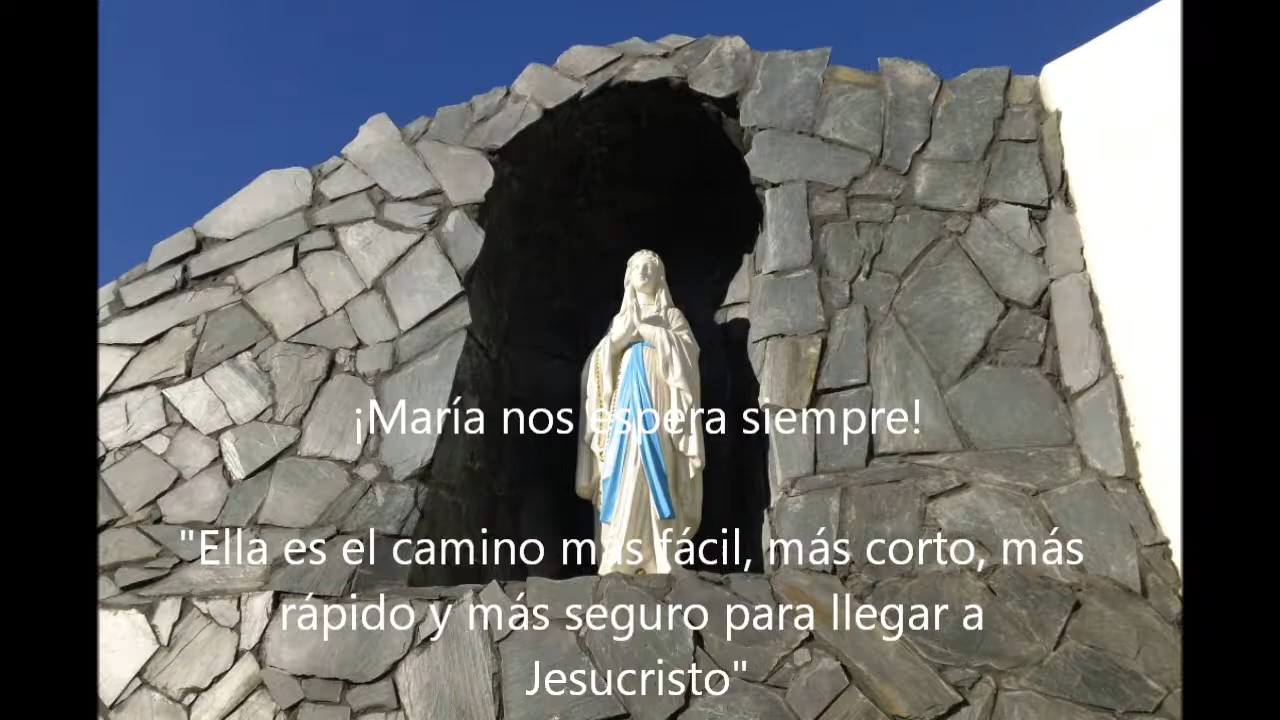 ¡María nos espera siempre!
"Ella es el camino más fácil, más corto, más
rápido y más seguro para llegar a
Jesucristo"